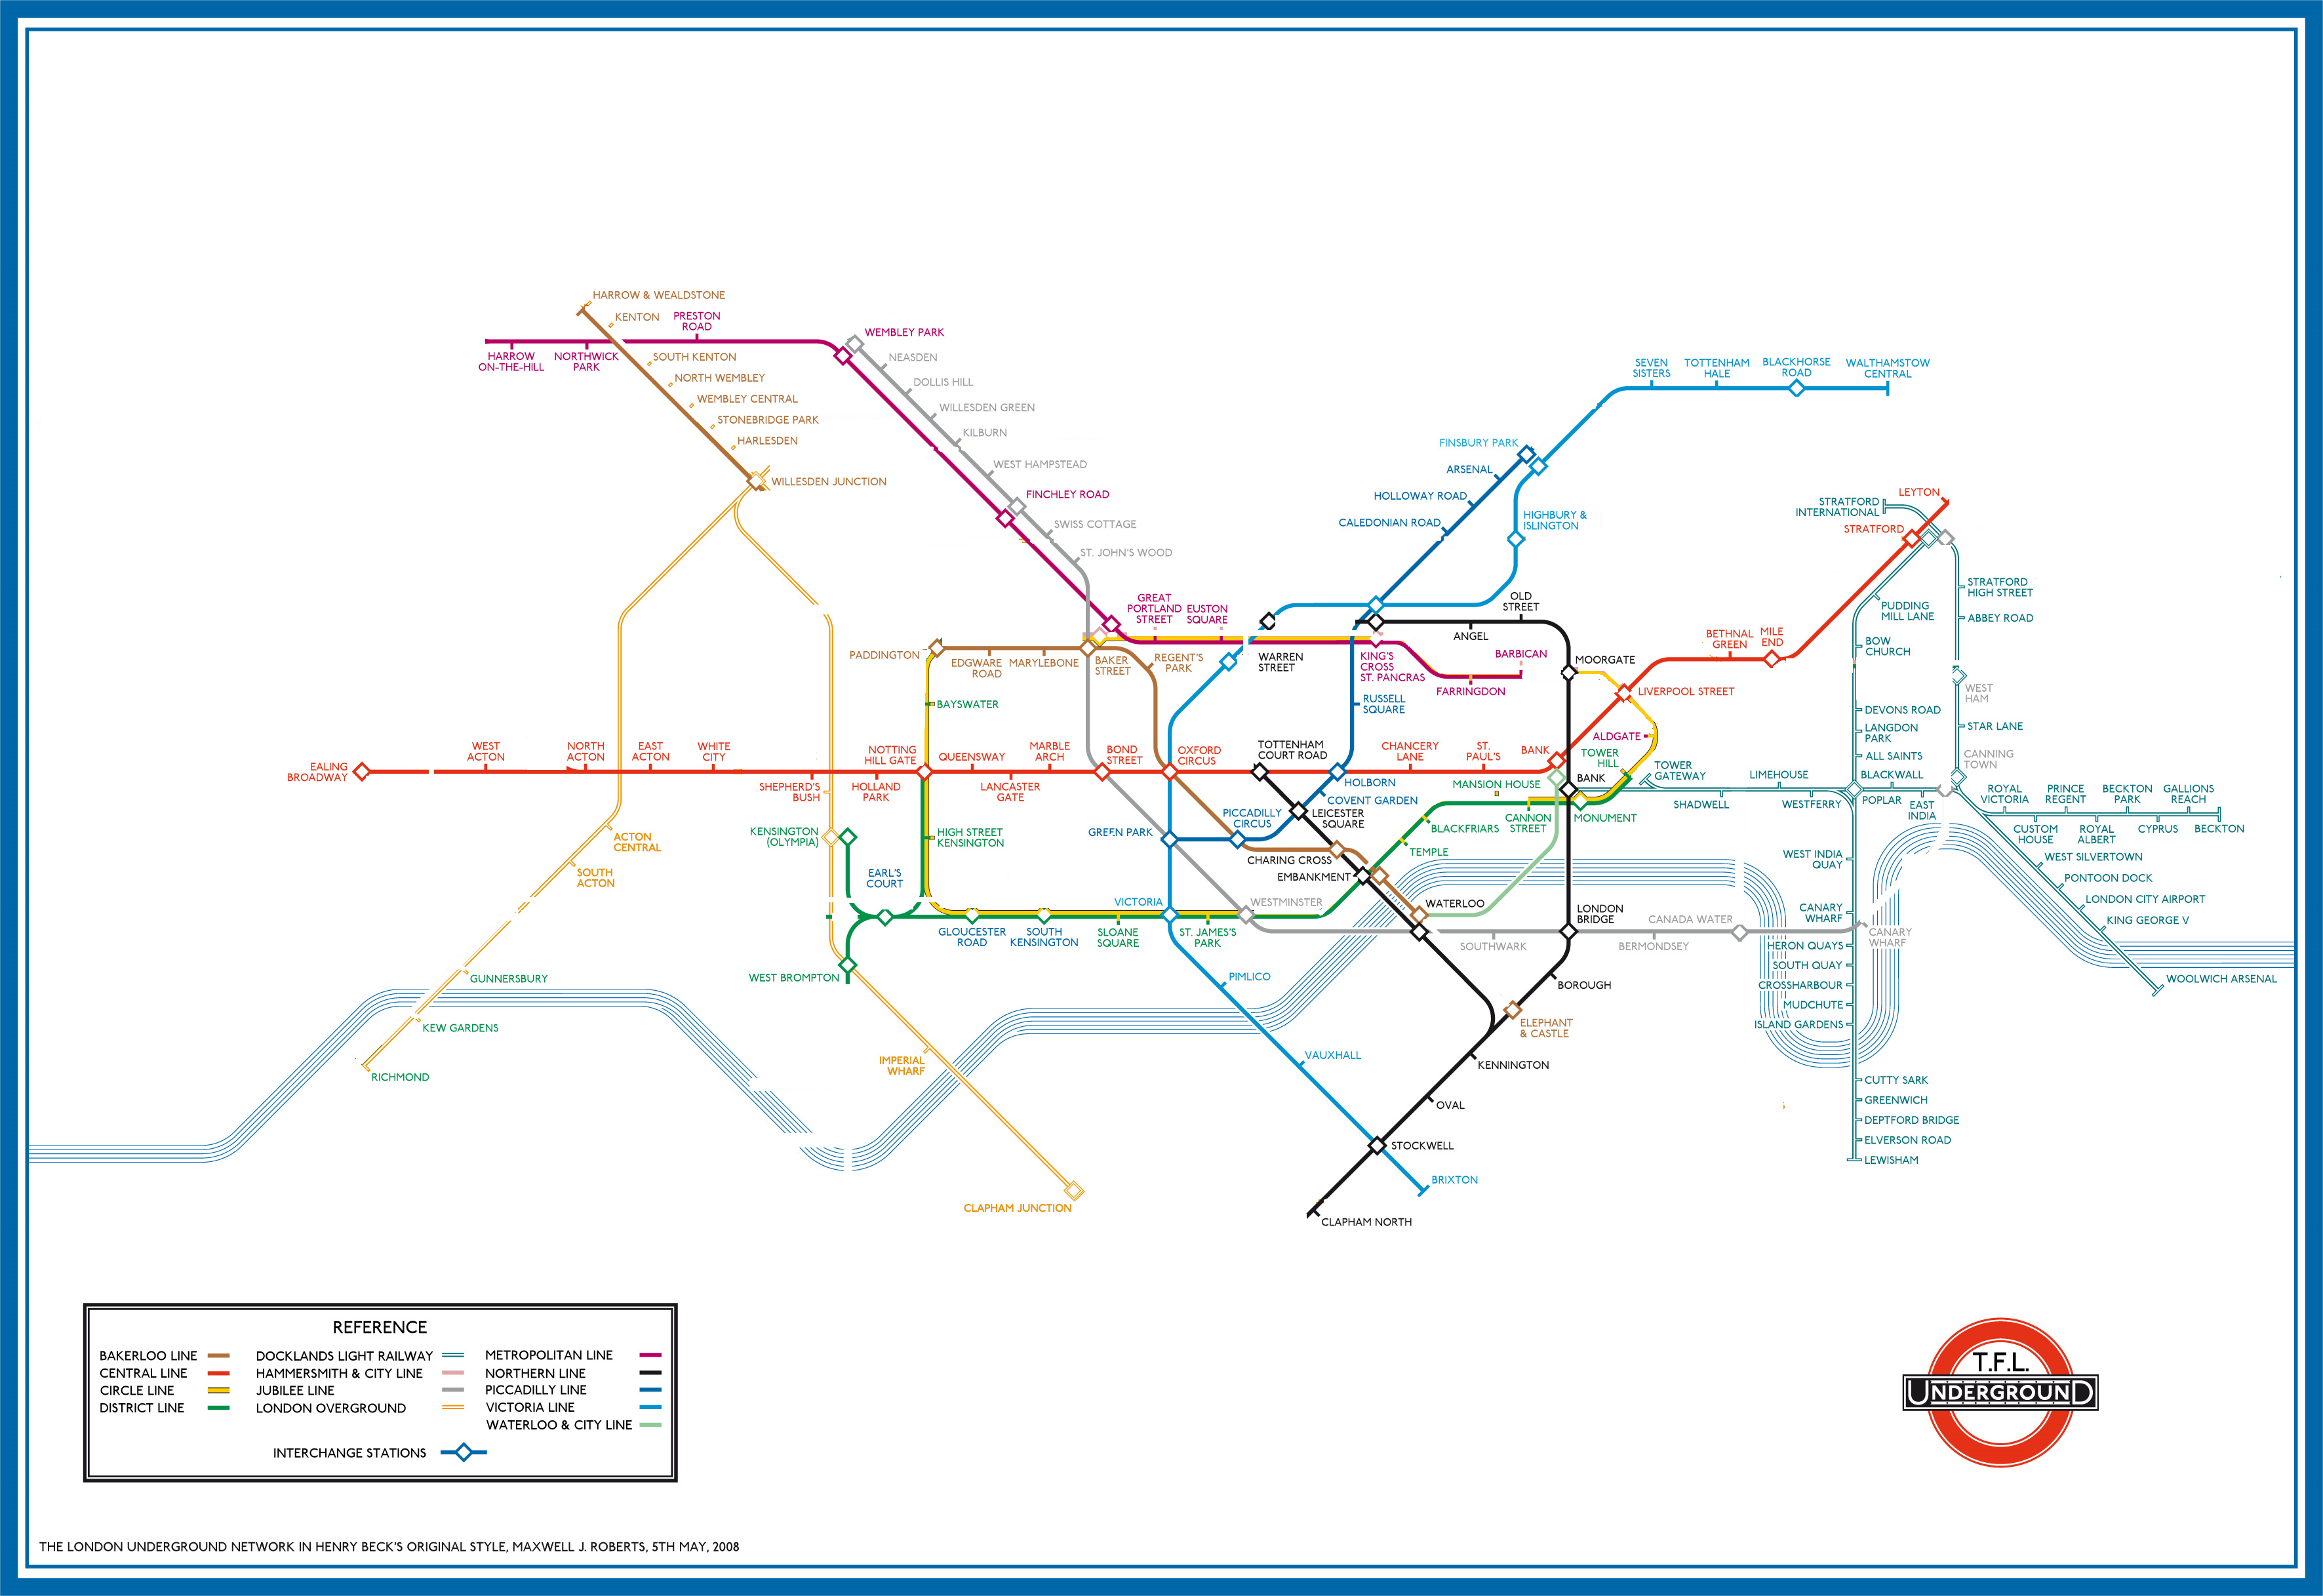 HARROW & WEALDSTONE
KENTON
PRESTON
ROAD
HARROW
ON-THE-HILL
NORTHWICK
PARK
SOUTH KENTON
NORTH WEMBLEY
WEMBLEY CENTRAL
STONEBRIDGE PARK
HARLESDEN
WILLESDEN JUNCTION
WEMBLEY PARK
NEASDEN
DOLLIS HILL
WILLESDEN GREEN
KILBURN
WEST HAMPSTEAD
FINCHLEY ROAD
SWISS COTTAGE
ST. JOHN'S WOOD
SEVEN
SISTERS
TOTTENHAM
HALE
BLACKHORSE
ROAD
WALTHAMSTOW
CENTRAL
FINSBURY PARK
ARSENAL
HOLLOWAY ROAD
CALEDONIAN ROAD
HIGHBURY &
ISLINGTON
LEYTON
STRATFORD
INTERNATIONAL
STRATFORD
STRATFORD
HIGH STREET
ABBEY ROAD
PUDDING
MILL LANE
BOW
CHURCH
WEST
HAM
DEVONS ROAD
LANGDON
PARK
STAR LANE
ALL SAINTS
CANNING
TOWN
GREAT
PORTLAND
STREET
EUSTON
SQUARE
OLD
STREET
ANGEL
PADDINGTON
EDGWARE
ROAD
MARYLEBONE
BAKER
STREET
REGENT'S
PARK
WARREN
STREET
KING'S
CROSS
ST. PANCRAS
BARBICAN
FARRINGDON
MOORGATE
BETHNAL
GREEN
MILE
END
LIVERPOOL STREET
BAYSWATER
RUSSELL
SQUARE
ALDGATE
EALING
BROADWAY
WEST
ACTON
NORTH
ACTON
EAST
ACTON
WHITE
CITY
SHEPHERD'S
BUSH
HOLLAND
PARK
NOTTING
HILL GATE
QUEENSWAY
LANCASTER
GATE
MARBLE
ARCH
BOND
STREET
OXFORD
CIRCUS
TOTTENHAM
COURT ROAD
HOLBORN
CHANCERY
LANE
ST.
PAUL'S
BANK
BANK
TOWER
HILL
TOWER
GATEWAY
SHADWELL
LIMEHOUSE
WESTFERRY
POPLAR
BLACKWALL
EAST
INDIA
ROYAL
VICTORIA
CUSTOM
HOUSE
PRINCE
REGENT
ROYAL
ALBERT
BECKTON
PARK
CYPRUS
GALLIONS
REACH
BECKTON
COVENT GARDEN
LEICESTER
SQUARE
PICCADILLY
CIRCUS
GREEN PARK
CHARING CROSS
EMBANKMENT
MANSION HOUSE
CANNON
STREET
MONUMENT
BLACKFRIARS
TEMPLE
KENSINGTON
(OLYMPIA)
HIGH STREET
KENSINGTON
ACTON
CENTRAL
SOUTH
ACTON
EARL'S
COURT
GLOUCESTER
ROAD
SOUTH
KENSINGTON
SLOANE
SQUARE
VICTORIA
ST. JAMES'S
PARK
WESTMINSTER
WATERLOO
SOUTHWARK
LONDON
BRIDGE
BERMONDSEY
CANADA WATER
CANARY
WHARF
WEST INDIA
QUAY
CANARY
WHARF
HERON QUAYS
SOUTH QUAY
CROSSHARBOUR
MUDCHUTE
ISLAND GARDENS
CUTTY SARK
GREENWICH
DEPTFORD BRIDGE
ELVERSON ROAD
LEWISHAM
WEST SILVERTOWN
PONTOON DOCK
LONDON CITY AIRPORT
KING GEORGE V
WOOLWICH ARSENAL
WEST BROMPTON
GUNNERSBURY
KEW GARDENS
RICHMOND
IMPERIAL
WHARF
CLAPHAM JUNCTION
PIMLICO
VAUXHALL
BOROUGH
ELEPHANT
& CASTLE
KENNINGTON
OVAL
STOCKWELL
BRIXTON
CLAPHAM NORTH
REFERENCE
BAKERLOO LINE
CENTRAL LINE
CIRCLE LINE
DISTRICT LINE
DOCKLANDS LIGHT RAILWAY
HAMMERSMITH & CITY LINE
JUBILEE LINE
LONDON OVERGROUND
METROPOLITAN LINE
NORTHERN LINE
PICCADILLY LINE
VICTORIA LINE
WATERLOO & CITY LINE
INTERCHANGE STATIONS
T.F.L.
UNDERGROUND
THE LONDON UNDERGROUND NETWORK IN HENRY BECK'S ORIGINAL STYLE, MAXWELL J. ROBERTS, 5TH MAY, 2008